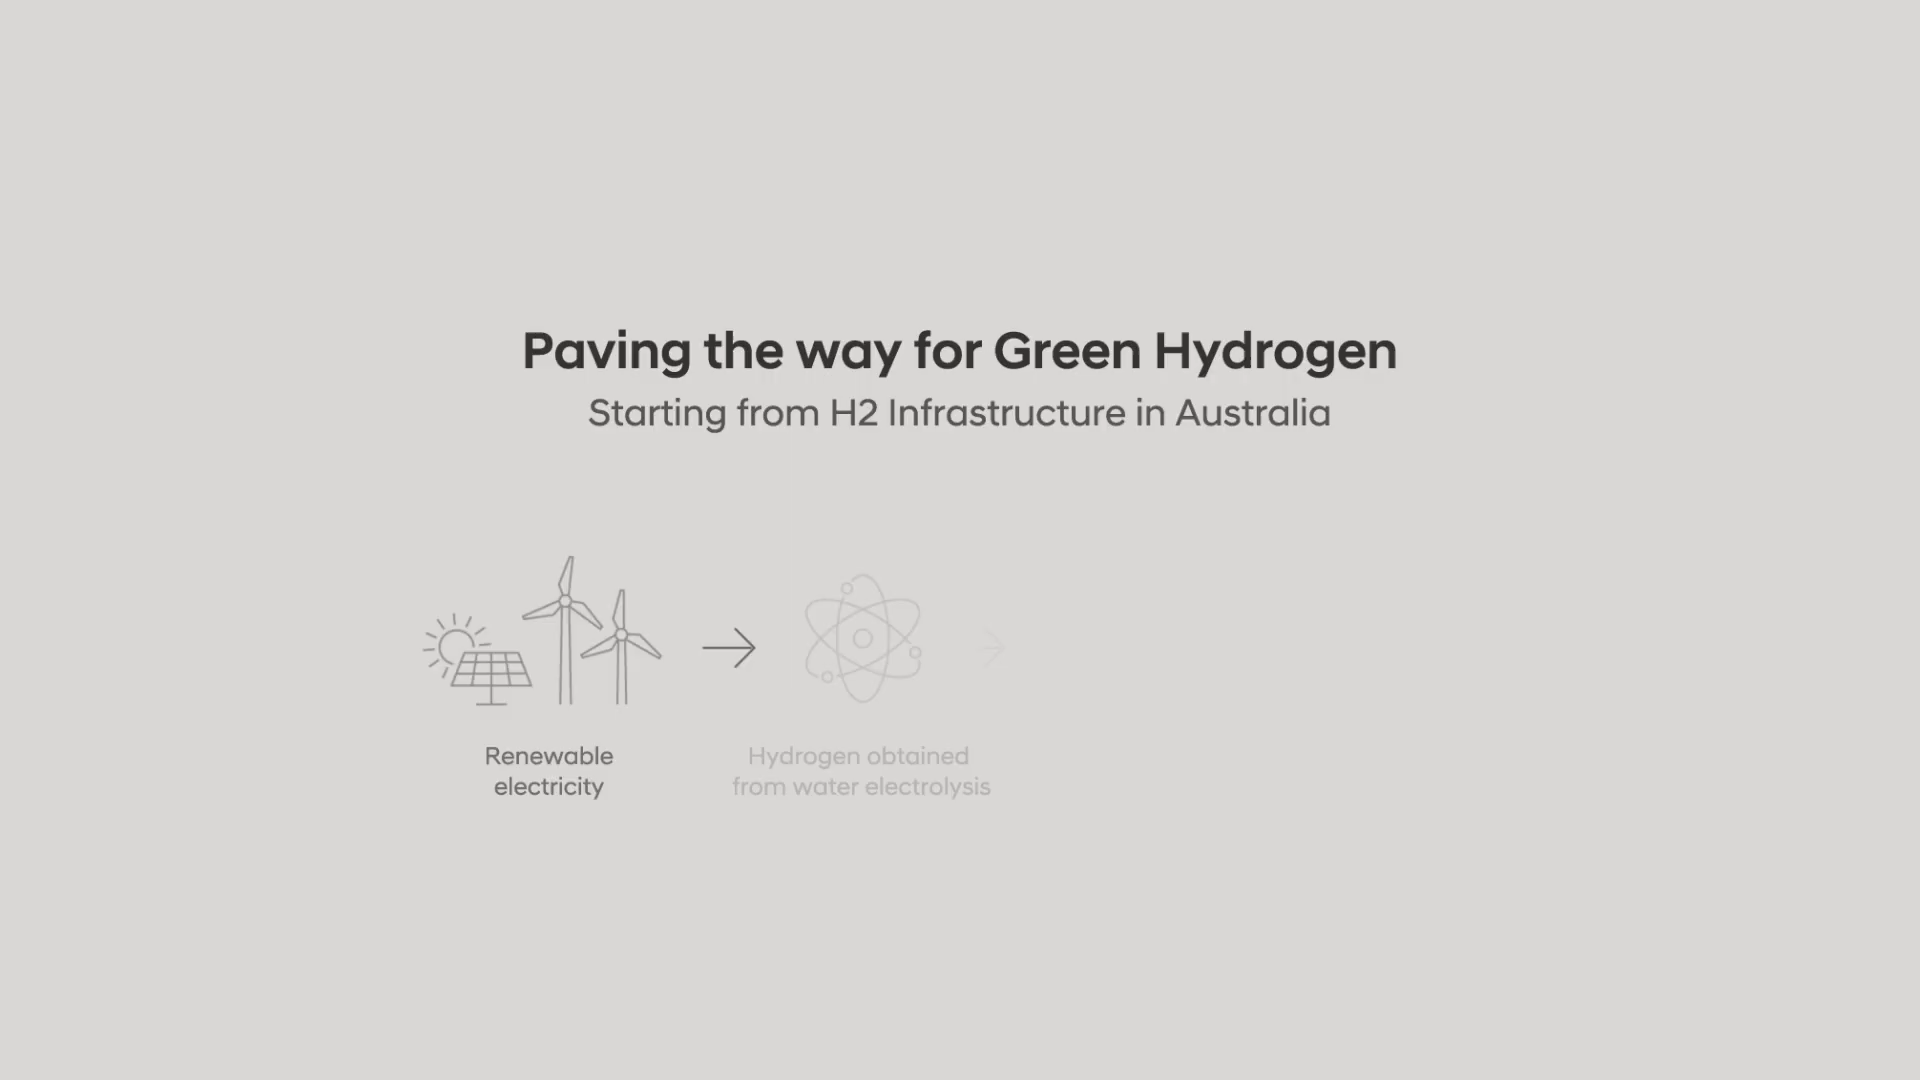 Paving the way for Green Hydrogen
Starting from H2 Infrastructure in Australia
Renewable
electricity
Hydrogen obtained
from water electrolysis